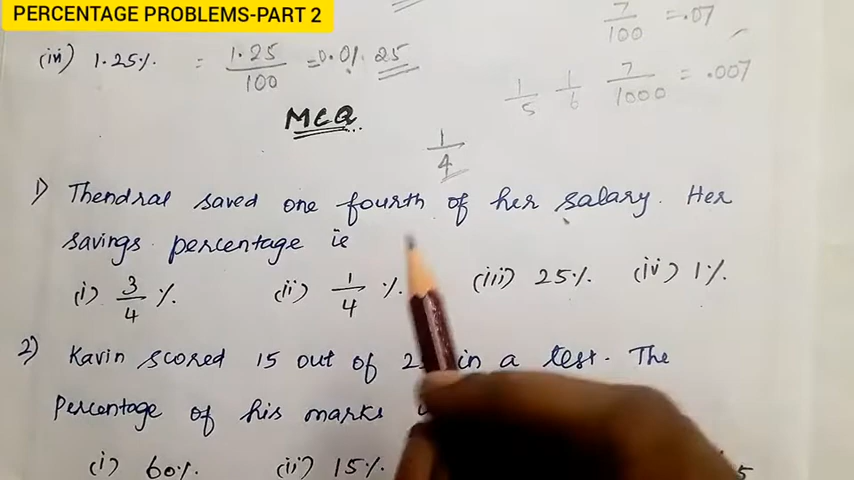 PERCENTAGE PROBLEMS-PART 2
7/100 = .07
(iv) 1.25% = 1.25/100 = 0.01.25
1/5 1/6 7/1000 = .007
MCQ
1/4
1) Thendral saved one fourth of her salary. Her
savings percentage is
(i) 3/4 % (ii) 1/4 % (iii) 25% (iv) 1%
2) Kavin scored 15 out of in a test. The
Percentage of his marks
(i) 60% (ii) 15%